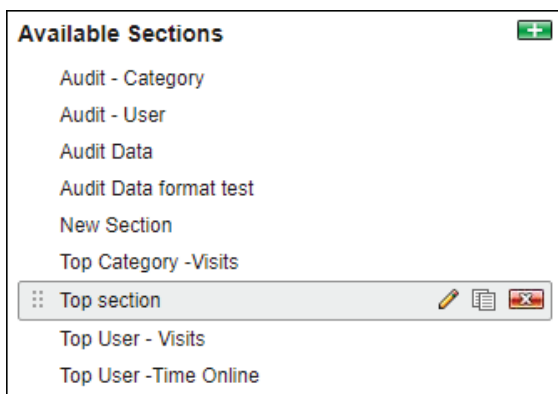 Available Sections
Audit - Category
Audit - User
Audit Data
Audit Data format test
New Section
Top Category -Visits
Top section
Top User - Visits
Top User -Time Online